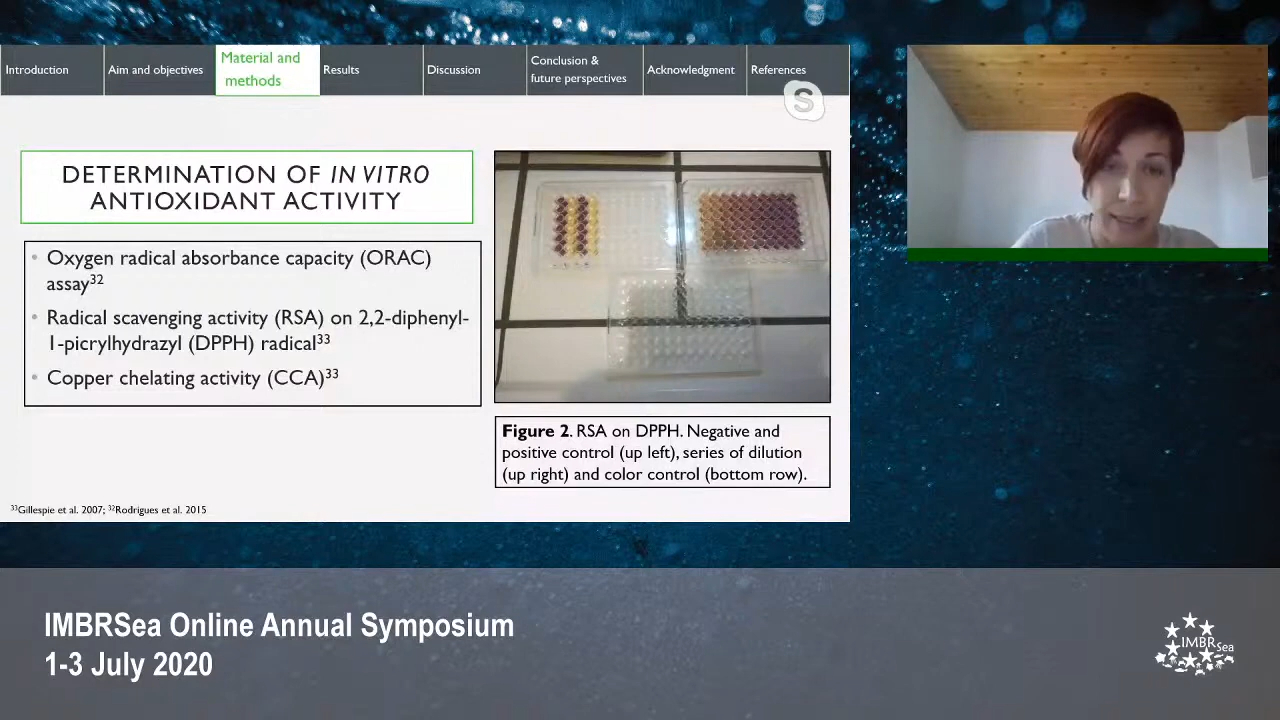 Introduction
Aim and objectives
Material and
methods
Results
Discussion
Conclusion &
future perspectives
Acknowledgment
References
S
DETERMINATION OF IN VITRO
ANTIOXIDANT ACTIVITY
• Oxygen radical absorbance capacity (ORAC)
assay32
• Radical scavenging activity (RSA) on 2,2-diphenyl-
1-picrylhydrazyl (DPPH) radical33
• Copper chelating activity (CCA)33
Figure 2. RSA on DPPH. Negative and
positive control (up left), series of dilution
(up right) and color control (bottom row).
33Gillespie et al. 2007; 32Rodrigues et al. 2015
IMBRSea Online Annual Symposium
1-3 July 2020
IMBRSea